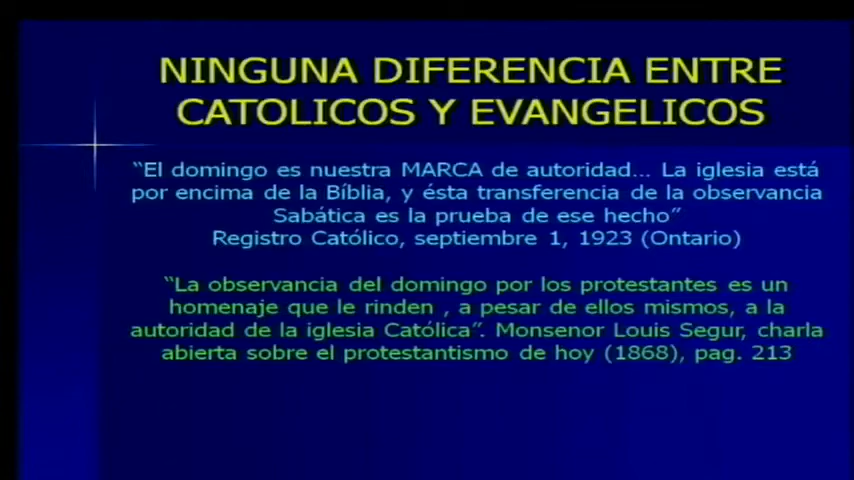 NINGUNA DIFERENCIA ENTRE
CATOLICOS Y EVANGELICOS
“El domingo es nuestra MARCA de autoridad... La iglesia está
por encima de la Bíblia, y ésta transferencia de la observancia
Sabática es la prueba de ese hecho”
Registro Católico, septiembre 1, 1923 (Ontario)
“La observancia del domingo por los protestantes es un
homenaje que le rinden , a pesar de ellos mismos, a la
autoridad de la iglesia Católica”. Monsenor Louis Segur, charla
abierta sobre el protestantismo de hoy (1868), pag. 213